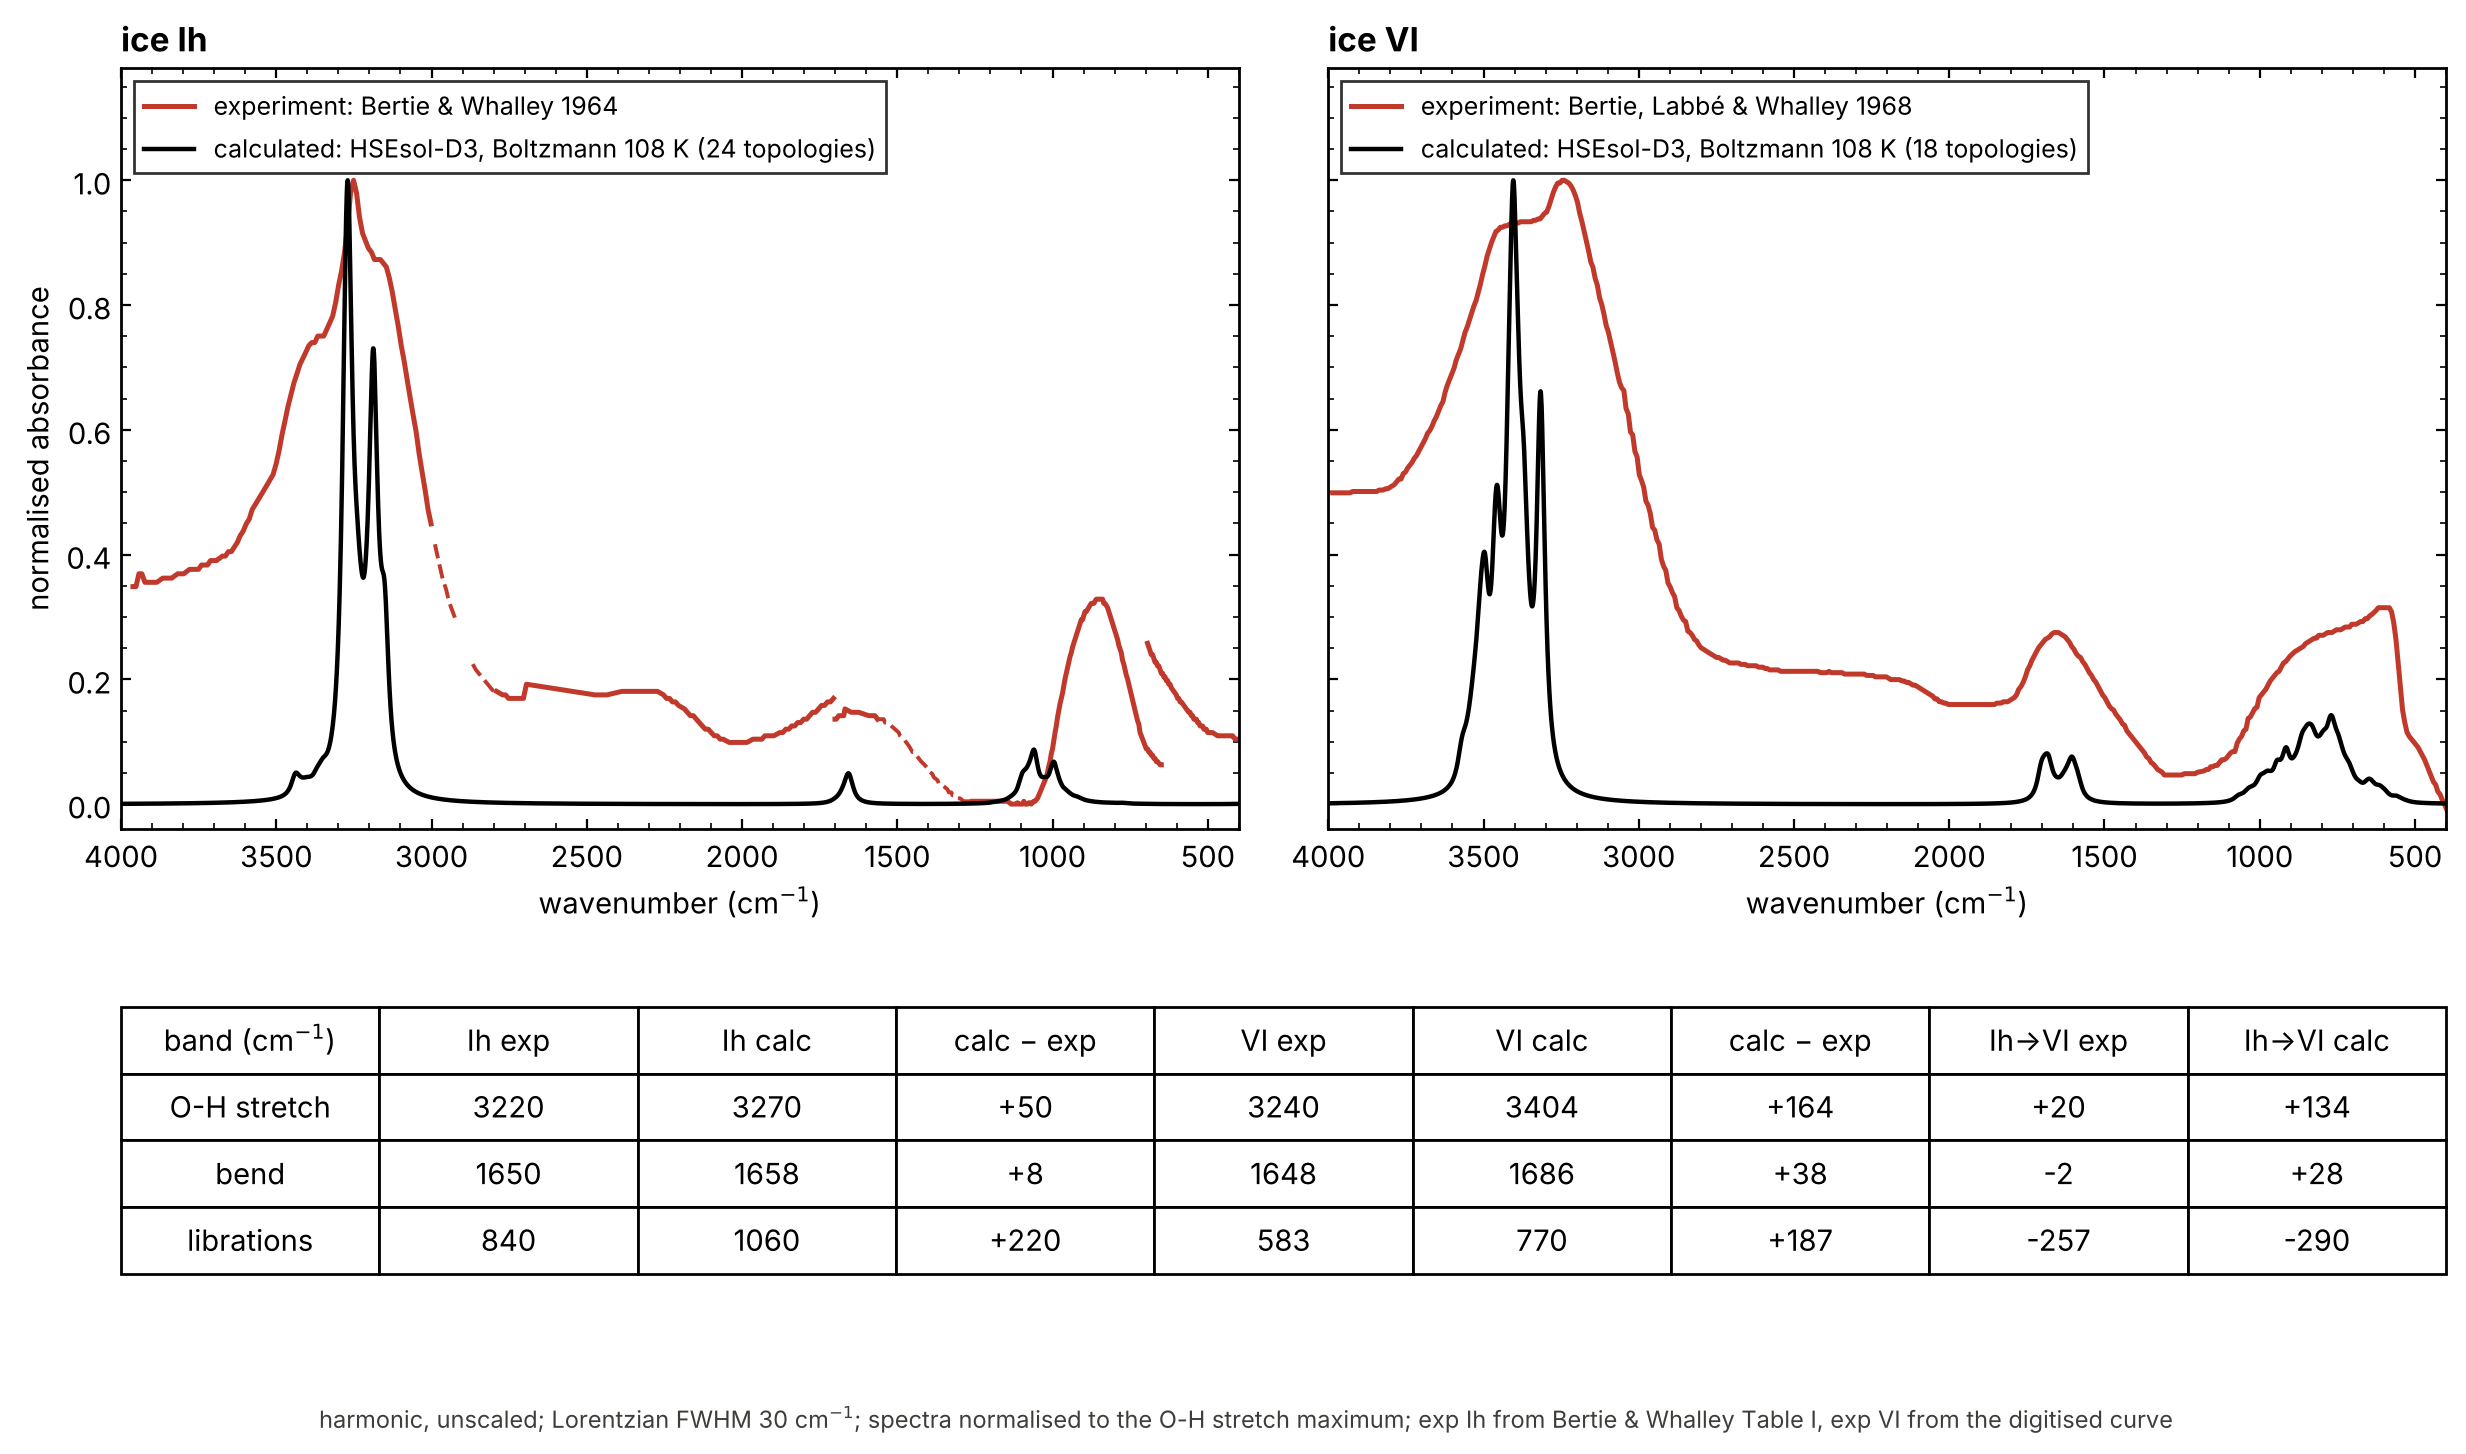 ice Ih
experiment: Bertie & Whalley 1964
calculated: HSEsol-D3, Boltzmann 108 K (24 topologies)
normalised absorbance
1.0
0.8
0.6
0.4
0.2
0.0
4000 3500 3000 2500 2000 1500 1000 500
wavenumber (cm⁻¹)
ice VI
experiment: Bertie, Labbé & Whalley 1968
calculated: HSEsol-D3, Boltzmann 108 K (18 topologies)
4000 3500 3000 2500 2000 1500 1000 500
wavenumber (cm⁻¹)
band (cm⁻¹) Ih exp Ih calc calc − exp VI exp VI calc calc − exp Ih→VI exp Ih→VI calc
O-H stretch 3220 3270 +50 3240 3404 +164 +20 +134
bend 1650 1658 +8 1648 1686 +38 -2 +28
librations 840 1060 +220 583 770 +187 -257 -290
harmonic, unscaled; Lorentzian FWHM 30 cm⁻¹; spectra normalised to the O-H stretch maximum; exp Ih from Bertie & Whalley Table I, exp VI from the digitised curve